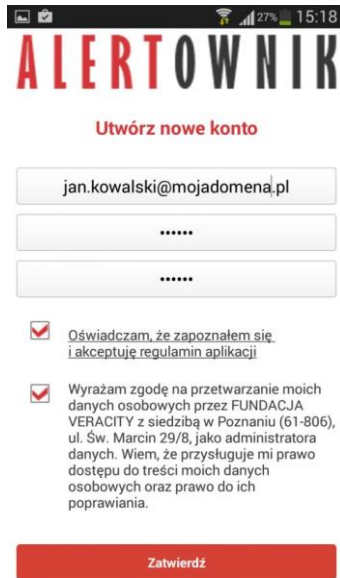 27% 15:18
ALERTOWNIK
Utwórz nowe konto
jan.kowalski@mojadomena.pl
••••••
••••••
Oświadczam, że zapoznałem się
i akceptuję regulamin aplikacji
Wyrażam zgodę na przetwarzanie moich
danych osobowych przez FUNDACJA
VERACITY z siedzibą w Poznaniu (61-806),
ul. Św. Marcin 29/8, jako administratora
danych. Wiem, że przysługuje mi prawo
dostępu do treści moich danych
osobowych oraz prawo do ich
poprawiania.
Zatwierdź